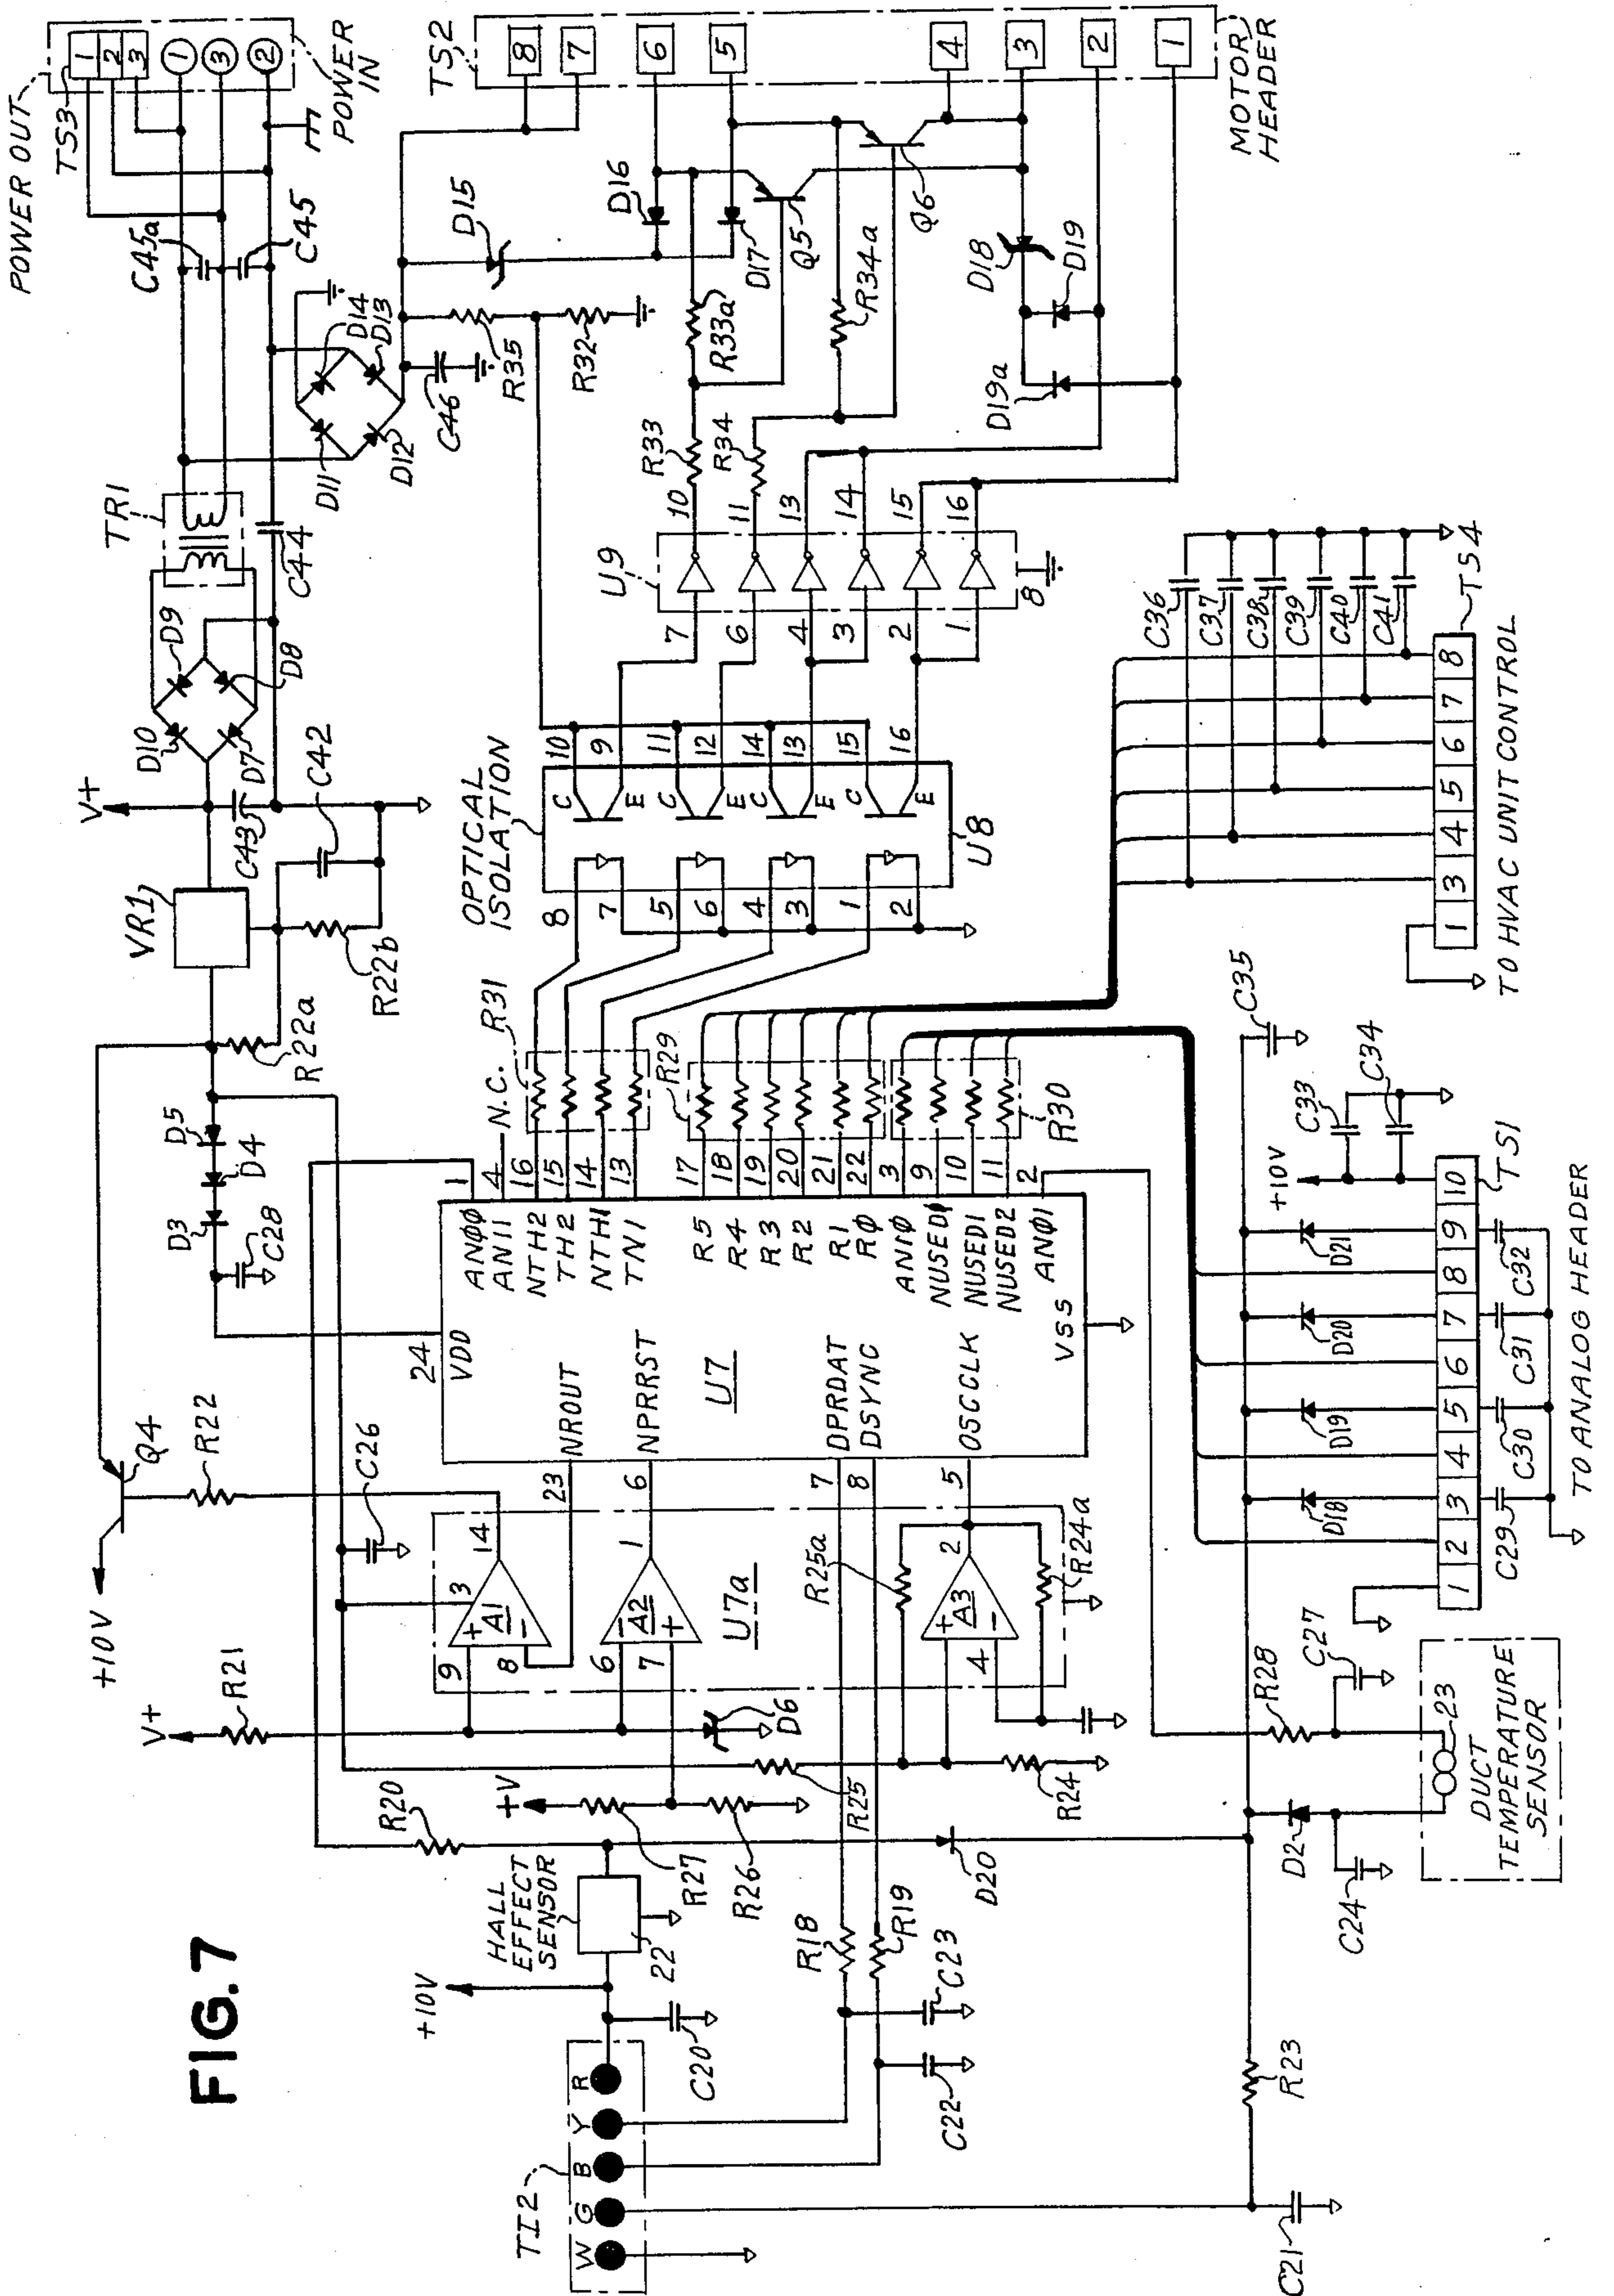 FIG.7
POWER OUT
TS3
1
2
3
1
3
2
POWER
IN
C45a
C45
TR1
C44
D14
D13
D11
D12
C46
D9
D8
D10
D7
V+
C43
C42
VR1
R22b
R22a
D5
D4
D3
C28
Q4
R22
+10V
C26
V+
R21
TS2
8
7
6
5
4
3
2
1
MOTOR
HEADER
D15
D16
D17
Q5
Q6
R35
R32
R33a
R34a
R33
R34
D18
D19
D19a
U9
10
11
13
14
15
16
7
6
4
3
2
1
8
OPTICAL
ISOLATION
U8
10
9
11
12
14
13
15
16
C
E
C
E
C
E
C
E
8
7
5
6
4
3
1
2
R31
N.C.
R29
R30
1
4
16
15
14
13
17
18
19
20
21
22
3
9
10
11
2
ANØØ
AN11
NTH2
TH2
NTH1
TN1
R5
R4
R3
R2
R1
RØ
AN1Ø
NUSEDØ
NUSED1
NUSED2
ANØ1
24
VDD
U7
VSS
NROUT
NPRRST
DPRDAT
DSYNC
OSCCLK
23
6
7
8
5
U7a
14
3
+
A1
-
9
8
1
-
A2
+
6
7
2
+
A3
-
4
R25a
R24a
D6
R25
R24
+V
R27
R26
R20
HALL
EFFECT
SENSOR
22
+10V
C20
D20
R18
R19
C23
C22
TI2
R
Y
B
G
W
C21
R23
C24
D2
DUCT
TEMPERATURE
SENSOR
23
C27
R28
C36
C37
C38
C39
C40
C41
TS4
1
3
4
5
6
7
8
TO HVAC UNIT CONTROL
C35
C33
C34
+10V
TS1
D21
D20
D19
D18
1
2
3
4
5
6
7
8
9
10
C29
C30
C31
C32
TO ANALOG HEADER